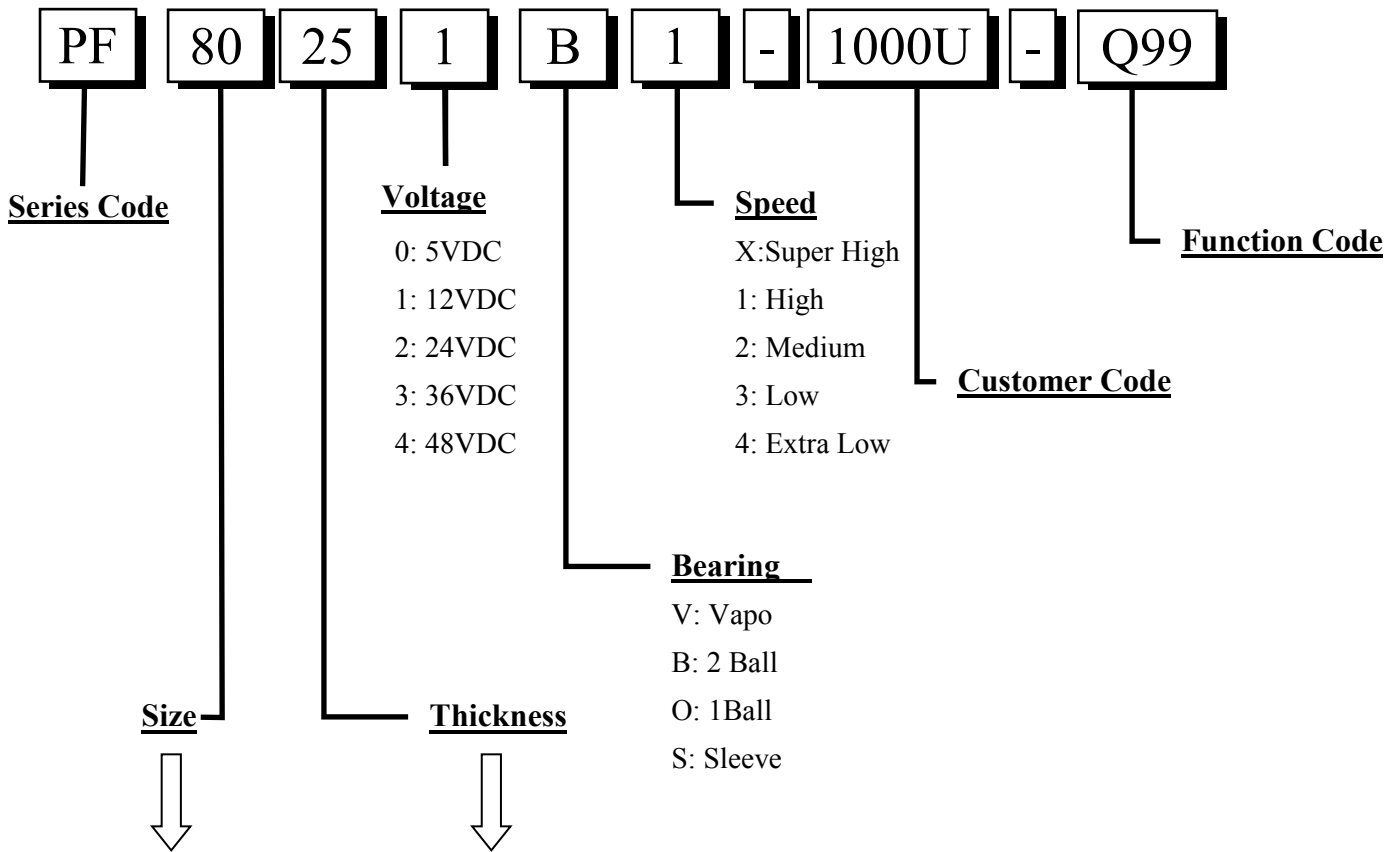 PF 80 25 1 B 1 - 1000U - Q99
Series Code
Voltage
0: 5VDC
1: 12VDC
2: 24VDC
3: 36VDC
4: 48VDC
Speed
X:Super High
1: High
2: Medium
3: Low
4: Extra Low
Function Code
Customer Code
Bearing
V: Vapo
B: 2 Ball
O: 1Ball
S: Sleeve
Size
Thickness